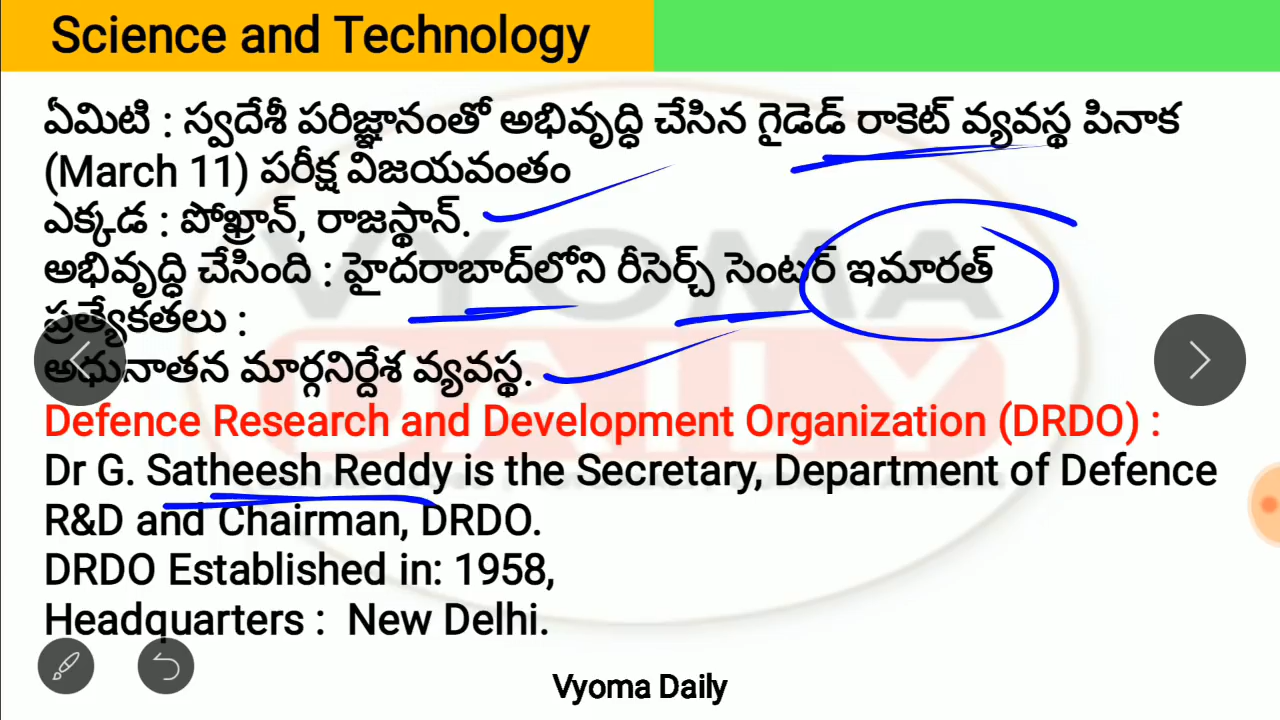 Science and Technology
ఏమిటి : స్వదేశీ పరిజ్ఞానంతో అభివృద్ధి చేసిన గైడెడ్ రాకెట్ వ్యవస్థ పినాక
(March 11) పరీక్ష విజయవంతం
ఎక్కడ : పోఖ్రాన్, రాజస్థాన్.
అభివృద్ధి చేసింది : హైదరాబాద్‌లోని రీసెర్చ్ సెంటర్ ఇమారత్
ప్రత్యేకతలు :
అధునాతన మార్గనిర్దేశ వ్యవస్థ.
Defence Research and Development Organization (DRDO) :
Dr G. Satheesh Reddy is the Secretary, Department of Defence
R&D and Chairman, DRDO.
DRDO Established in: 1958,
Headquarters : New Delhi.
Vyoma Daily
VYOMA
DAILY